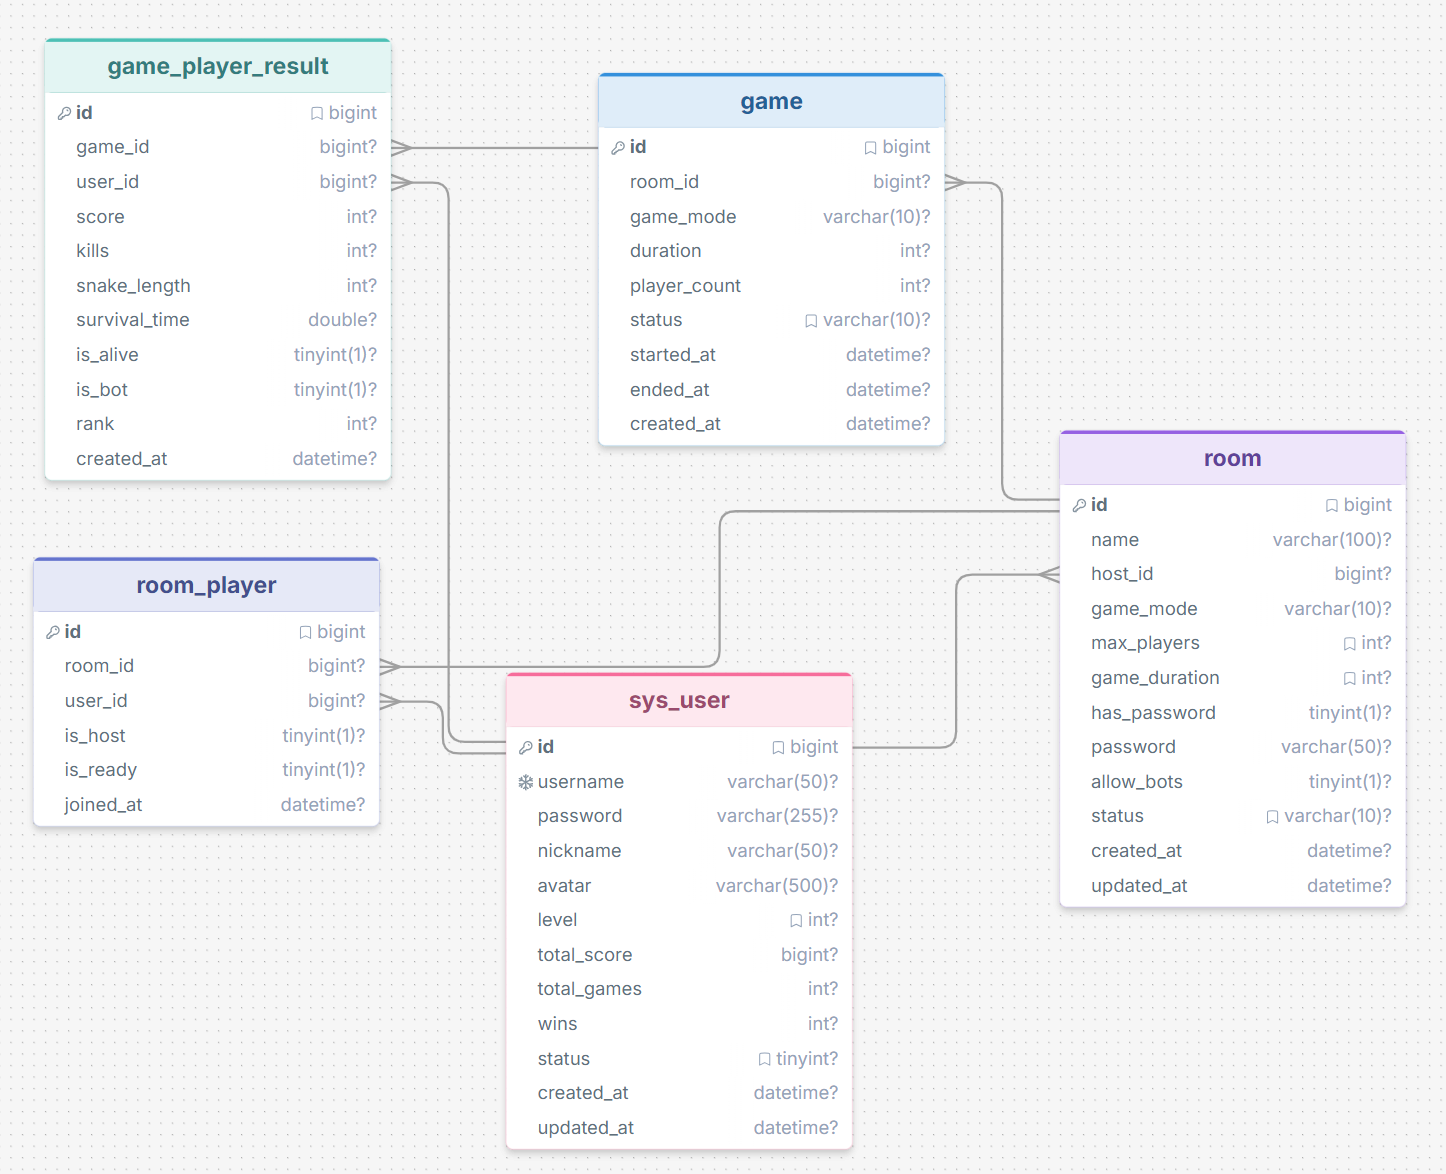 game_player_result
id bigint
game_id bigint?
user_id bigint?
score int?
kills int?
snake_length int?
survival_time double?
is_alive tinyint(1)?
is_bot tinyint(1)?
rank int?
created_at datetime?
game
id bigint
room_id bigint?
game_mode varchar(10)?
duration int?
player_count int?
status varchar(10)?
started_at datetime?
ended_at datetime?
created_at datetime?
room
id bigint
name varchar(100)?
host_id bigint?
game_mode varchar(10)?
max_players int?
game_duration int?
has_password tinyint(1)?
password varchar(50)?
allow_bots tinyint(1)?
status varchar(10)?
created_at datetime?
updated_at datetime?
room_player
id bigint
room_id bigint?
user_id bigint?
is_host tinyint(1)?
is_ready tinyint(1)?
joined_at datetime?
sys_user
id bigint
username varchar(50)?
password varchar(255)?
nickname varchar(50)?
avatar varchar(500)?
level int?
total_score bigint?
total_games int?
wins int?
status tinyint?
created_at datetime?
updated_at datetime?